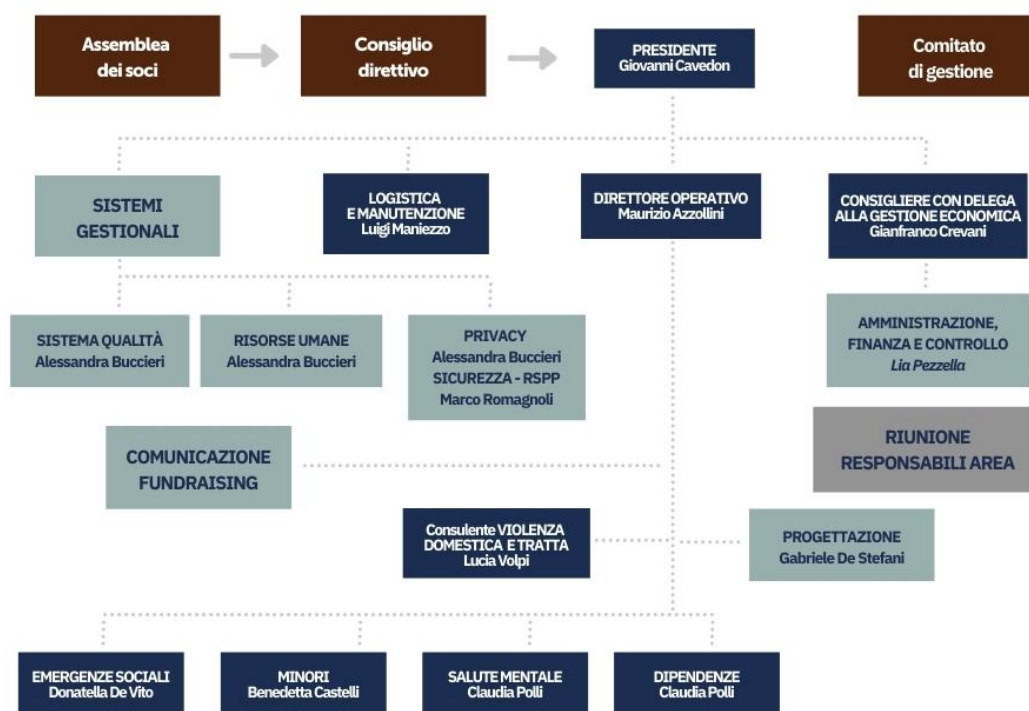 Assemblea
dei soci
Consiglio
direttivo
PRESIDENTE
Giovanni Cavedon
Comitato
di gestione
SISTEMI
GESTIONALI
LOGISTICA
E MANUTENZIONE
Luigi Maniezzo
DIRETTORE OPERATIVO
Maurizio Azzollini
CONSIGLIERE CON DELEGA
ALLA GESTIONE ECONOMICA
Gianfranco Crevani
SISTEMA QUALITÀ
Alessandra Buccieri
RISORSE UMANE
Alessandra Buccieri
PRIVACY
Alessandra Buccieri
SICUREZZA - RSPP
Marco Romagnoli
AMMINISTRAZIONE,
FINANZA E CONTROLLO
Lia Pezzella
COMUNICAZIONE
FUNDRAISING
RIUNIONE
RESPONSABILI AREA
Consulente VIOLENZA
DOMESTICA E TRATTA
Lucia Volpi
PROGETTAZIONE
Gabriele De Stefani
EMERGENZE SOCIALI
Donatella De Vito
MINORI
Benedetta Castelli
SALUTE MENTALE
Claudia Polli
DIPENDENZE
Claudia Polli